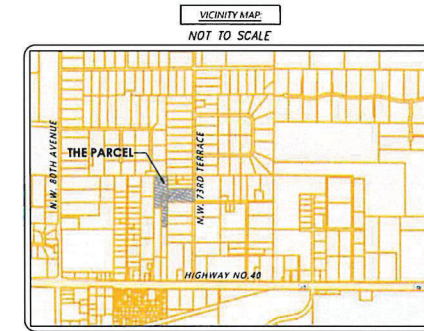 VICINITY MAP:
NOT TO SCALE
N.W. 80TH AVENUE
THE PARCEL
N.W. 73RD TERRACE
HIGHWAY NO.40